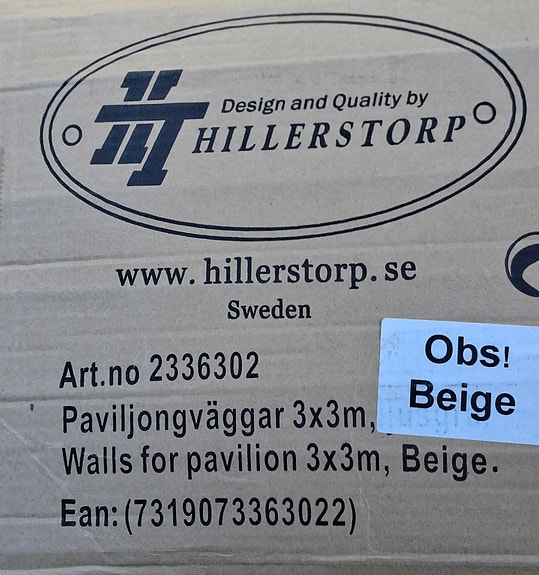 Design and Quality by
HILLERSTORP
www.hillerstorp.se
Sweden
Obs!
Beige
Art.no 2336302
Paviljongväggar 3x3m,
Walls for pavilion 3x3m, Beige.
Ean: (7319073363022)